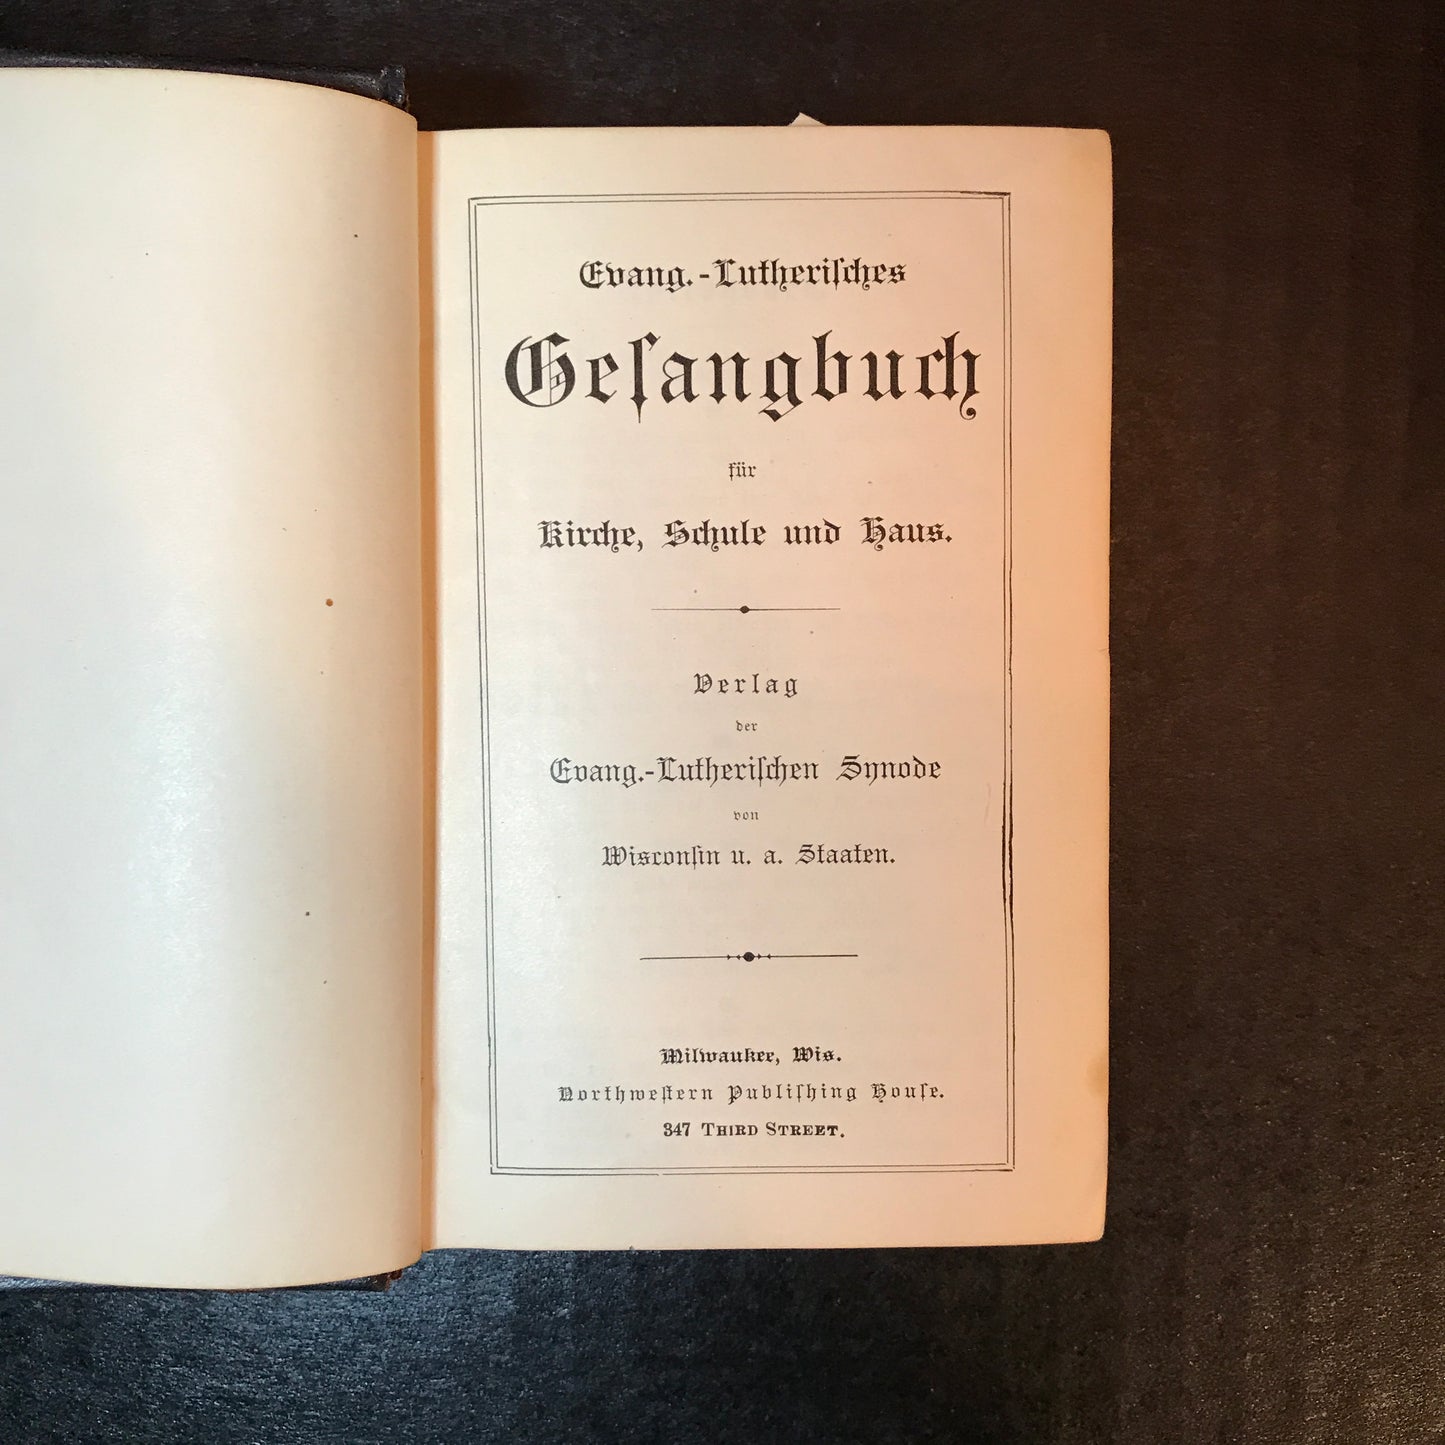 Evang.-Lutheriſches
Geſangbuch
für
Kirche, Schule und Haus.
Verlag
der
Evang.-Lutheriſchen Synode
von
Wisconſin u. a. Staaten.
Milwaukee, Wis.
Northweſtern Publiſhing Houſe.
347 THIRD STREET.